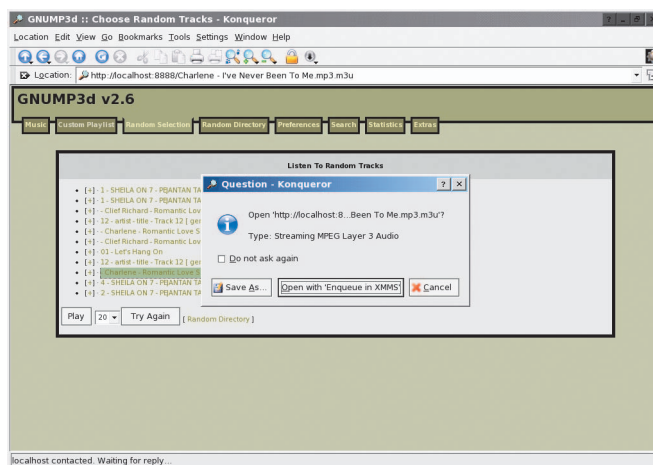 GNUMP3d :: Choose Random Tracks - Konqueror
Location Edit View Go Bookmarks Tools Settings Window Help
Location: http://localhost:8888/Charlene - I've Never Been To Me.mp3.m3u
GNUMP3d v2.6
Music Custom Playlist Random Selection Random Directory Preferences Search Statistics Extras
Listen To Random Tracks
[+] - 1 - SHEILA ON 7 - PEJANTAN TA
[+] - 1 - SHEILA ON 7 - PEJANTAN TA
[+] - - Clief Richard - Romantic Lov
[+] - 12 - artist - title - Track 12 | ger
[+] - - Charlene - Romantic Love S
[+] - - Clief Richard - Romantic Lov
[+] - 01 - Let's Hang On
[+] - 12 - artist - title - Track 12 | ger
[+] - - Charlene - Romantic Love S
[+] - 4 - SHEILA ON 7 - PEJANTAN TA
[+] - 2 - SHEILA ON 7 - PEJANTAN TA
Play 20 Try Again [ Random Directory ]
Question - Konqueror
Open 'http://localhost:8...Been To Me.mp3.m3u'?
Type: Streaming MPEG Layer 3 Audio
Do not ask again
Save As... Open with 'Enqueue in XMMS' Cancel
localhost contacted. Waiting for reply...